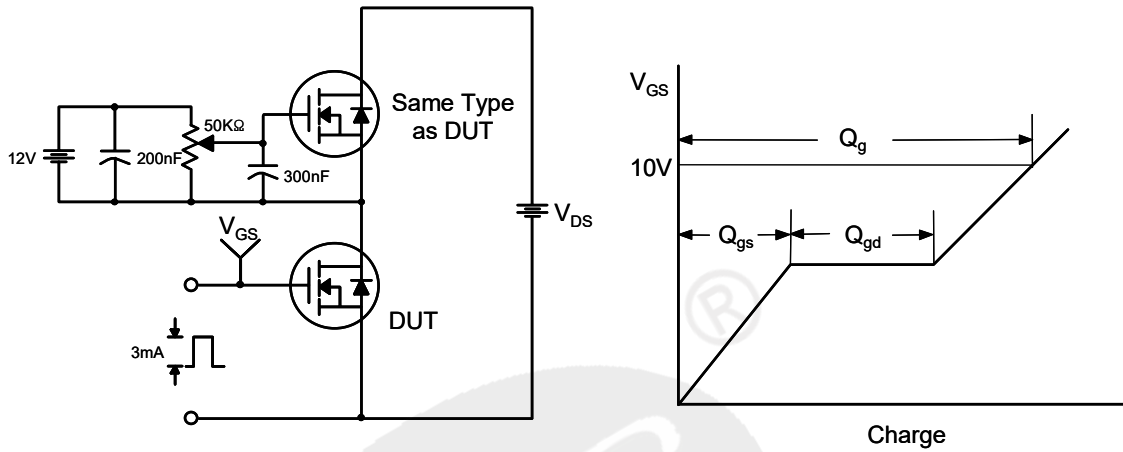 Same Type
as DUT
12V
200nF
50KΩ
300nF
V_GS
V_DS
DUT
3mA
V_GS
10V
Q_g
Q_gs
Q_gd
®
Charge